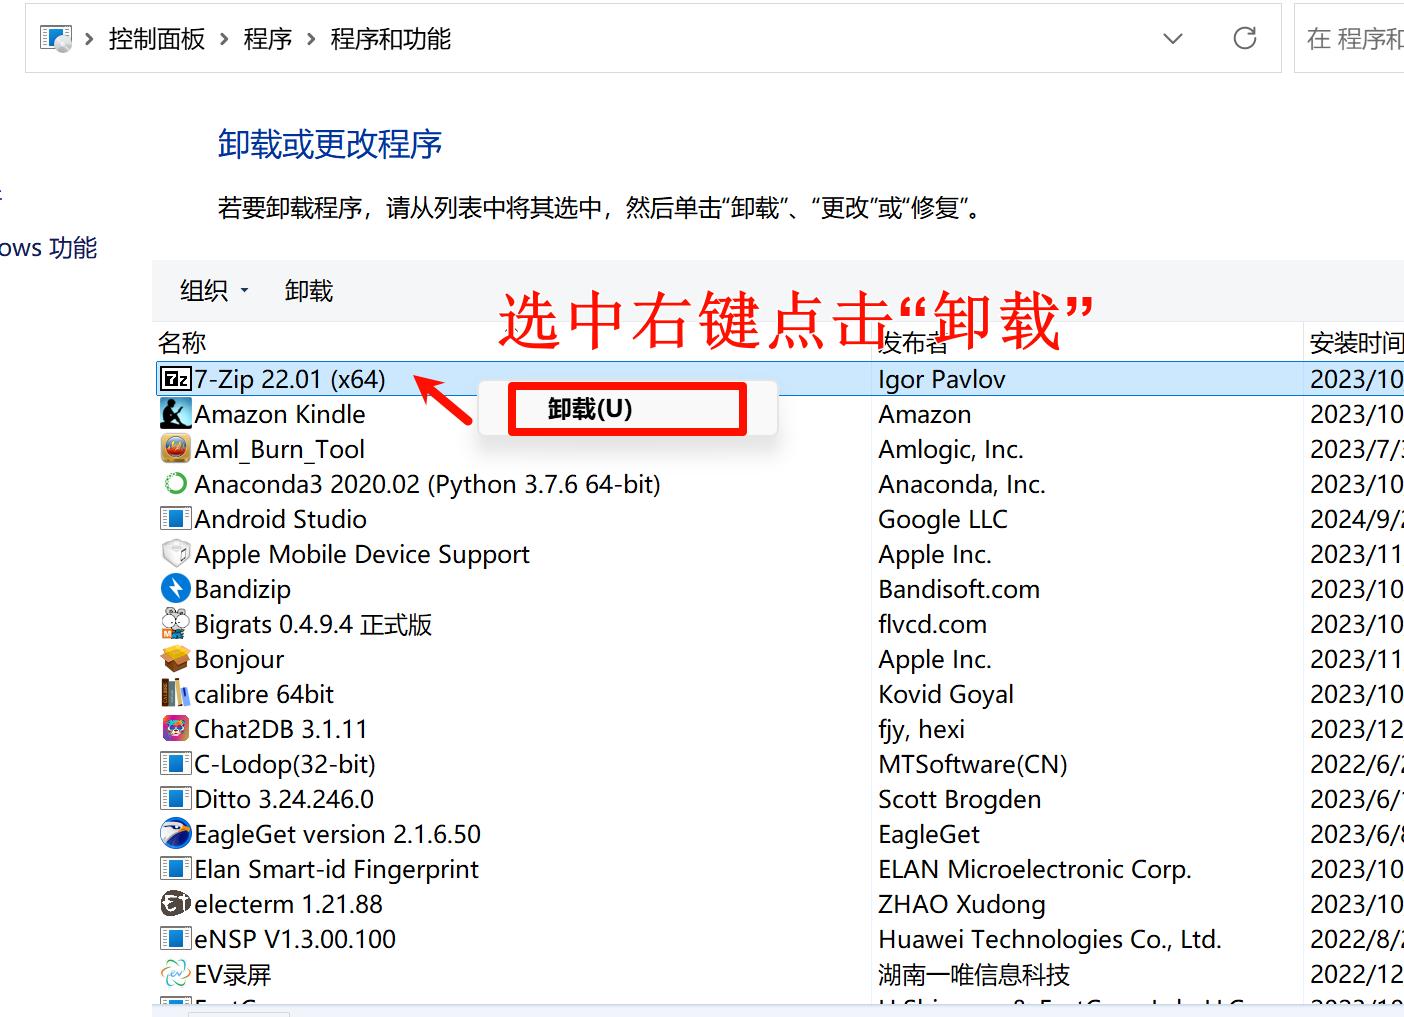 控制面板 > 程序 > 程序和功能
在 程序和
卸载或更改程序
若要卸载程序，请从列表中将其选中，然后单击“卸载”、“更改”或“修复”。
ows 功能
组织 卸载
选中右键点击“卸载”
名称 发布者 安装时间
7-Zip 22.01 (x64) Igor Pavlov 2023/10
卸载(U)
Amazon Kindle Amazon 2023/10
Aml_Burn_Tool Amlogic, Inc. 2023/7/3
Anaconda3 2020.02 (Python 3.7.6 64-bit) Anaconda, Inc. 2023/10
Android Studio Google LLC 2024/9/2
Apple Mobile Device Support Apple Inc. 2023/11
Bandizip Bandisoft.com 2023/10
Bigrats 0.4.9.4 正式版 flvcd.com 2023/10
Bonjour Apple Inc. 2023/11
calibre 64bit Kovid Goyal 2023/10
Chat2DB 3.1.11 fjy, hexi 2023/12
C-Lodop(32-bit) MTSoftware(CN) 2022/6/2
Ditto 3.24.246.0 Scott Brogden 2023/6/1
EagleGet version 2.1.6.50 EagleGet 2023/6/8
Elan Smart-id Fingerprint ELAN Microelectronic Corp. 2023/10
electerm 1.21.88 ZHAO Xudong 2023/10
eNSP V1.3.00.100 Huawei Technologies Co., Ltd. 2022/8/2
EV录屏 湖南一唯信息科技 2022/12